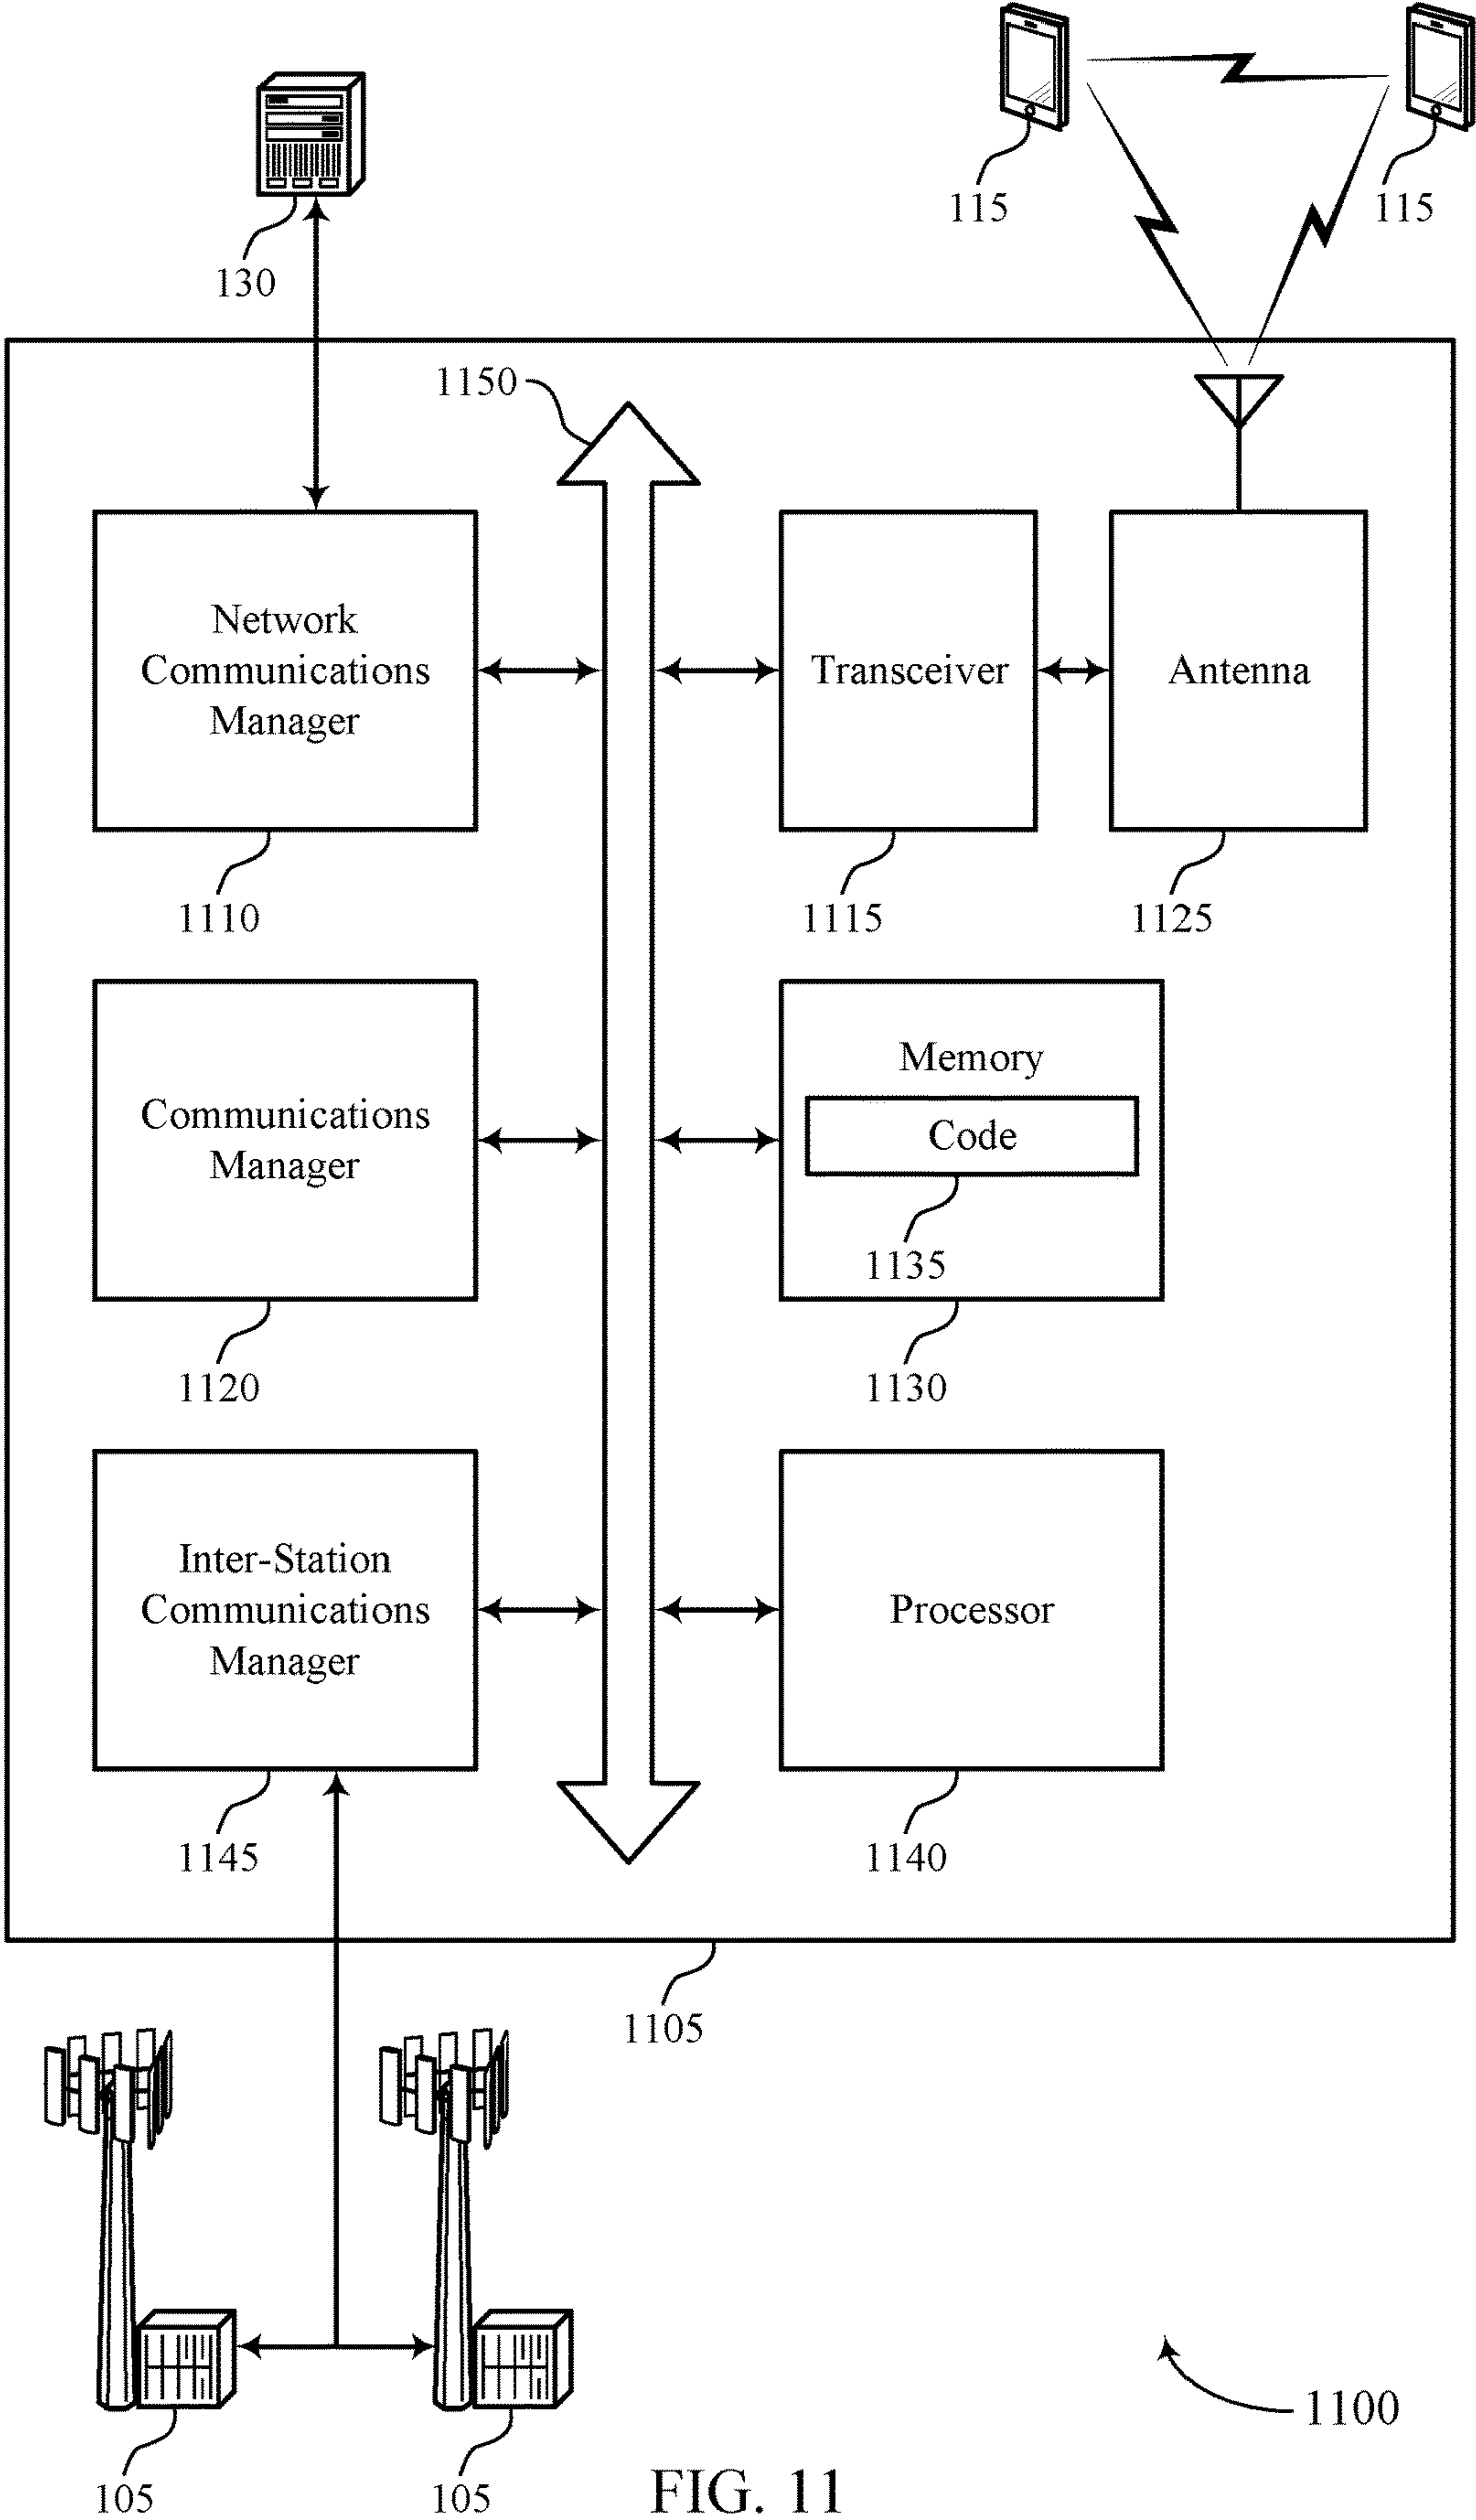 115
115
130
1150
Network
Communications
Manager
Transceiver
Antenna
1110
1115
1125
Communications
Manager
Memory
Code
1135
1120
1130
Inter-Station
Communications
Manager
Processor
1145
1140
1105
1100
105
105
FIG. 11